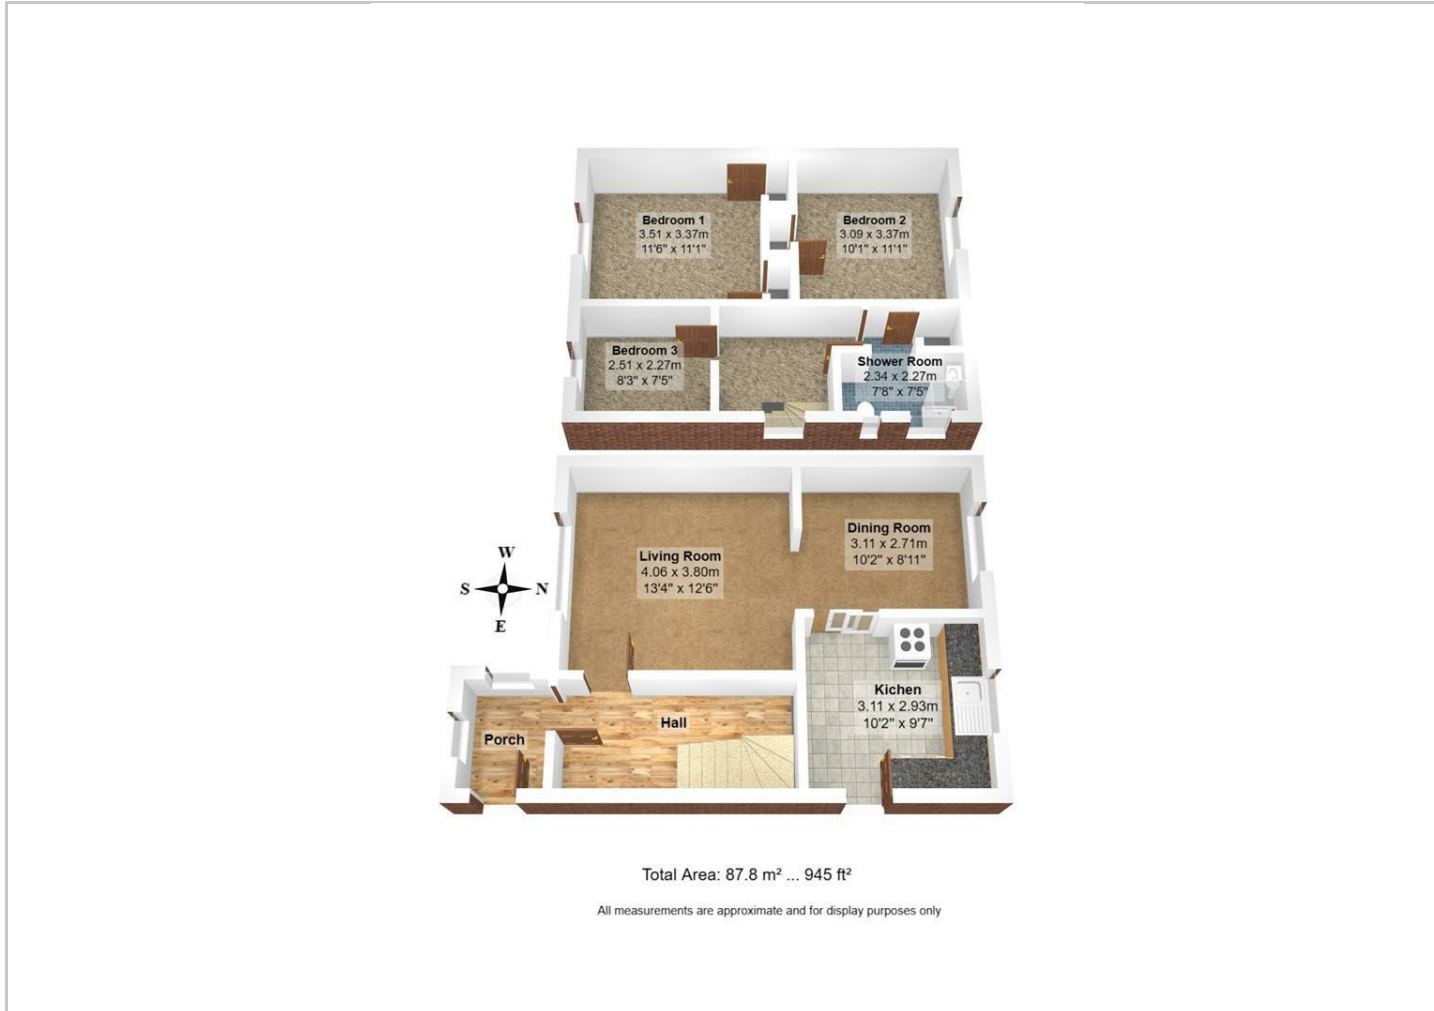 Bedroom 1
3.51 x 3.37m
11'6" x 11'1"
Bedroom 2
3.09 x 3.37m
10'1" x 11'1"
Bedroom 3
2.51 x 2.27m
8'3" x 7'5"
Shower Room
2.34 x 2.27m
7'8" x 7'5"
Living Room
4.06 x 3.80m
13'4" x 12'6"
Dining Room
3.11 x 2.71m
10'2" x 8'11"
W
S N
E
Kichen
3.11 x 2.93m
10'2" x 9'7"
Hall
Porch
Total Area: 87.8 m² ... 945 ft²
All measurements are approximate and for display purposes only